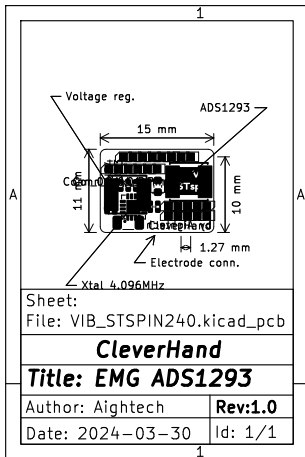 1
Voltage reg.
ADS1293
15 mm
A
11 mm
10 mm
A
CleverHand
1.27 mm
Electrode conn.
Xtal 4.096MHz
Sheet:
File: VIB_STSPIN240.kicad_pcb
CleverHand
Title: EMG ADS1293
Author: Aightech
Rev:1.0
Date: 2024-03-30
Id: 1/1
1